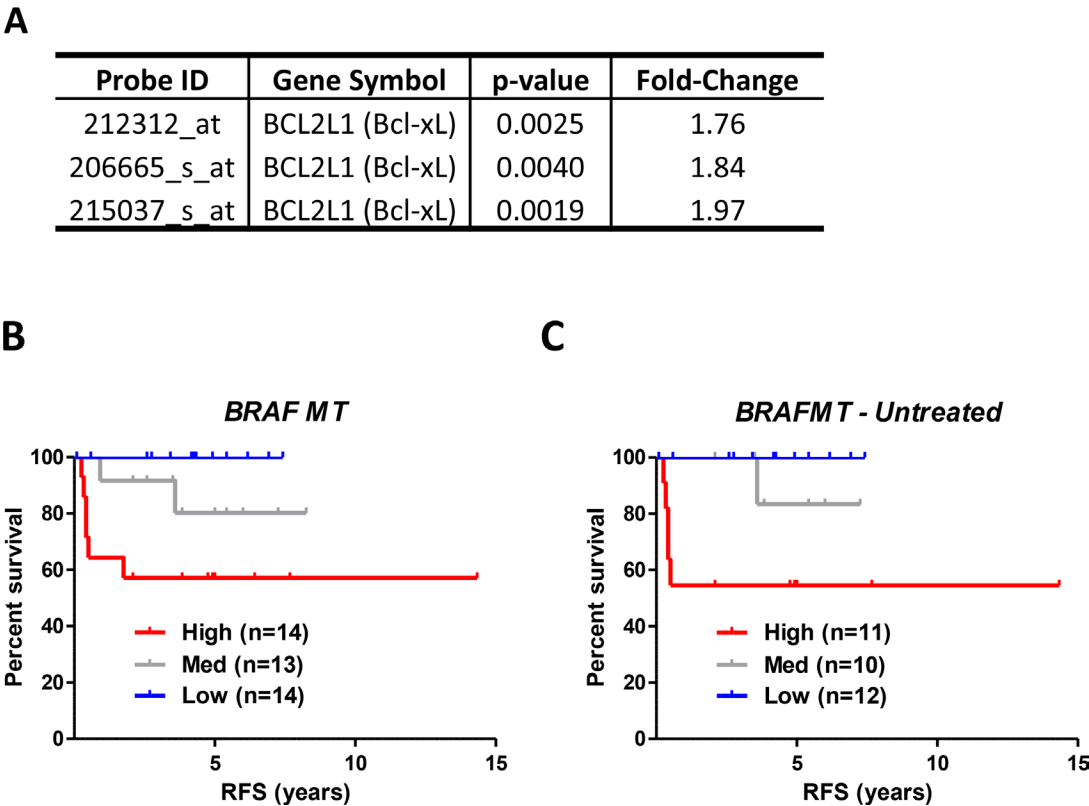 A
Probe ID Gene Symbol p-value Fold-Change
212312_at BCL2L1 (Bcl-xL) 0.0025 1.76
206665_s_at BCL2L1 (Bcl-xL) 0.0040 1.84
215037_s_at BCL2L1 (Bcl-xL) 0.0019 1.97
B
BRAF MT
Percent survival
100
80
60
40
20
0
High (n=14)
Med (n=13)
Low (n=14)
5 10 15
RFS (years)
C
BRAFMT - Untreated
Percent survival
100
80
60
40
20
0
High (n=11)
Med (n=10)
Low (n=12)
5 10 15
RFS (years)